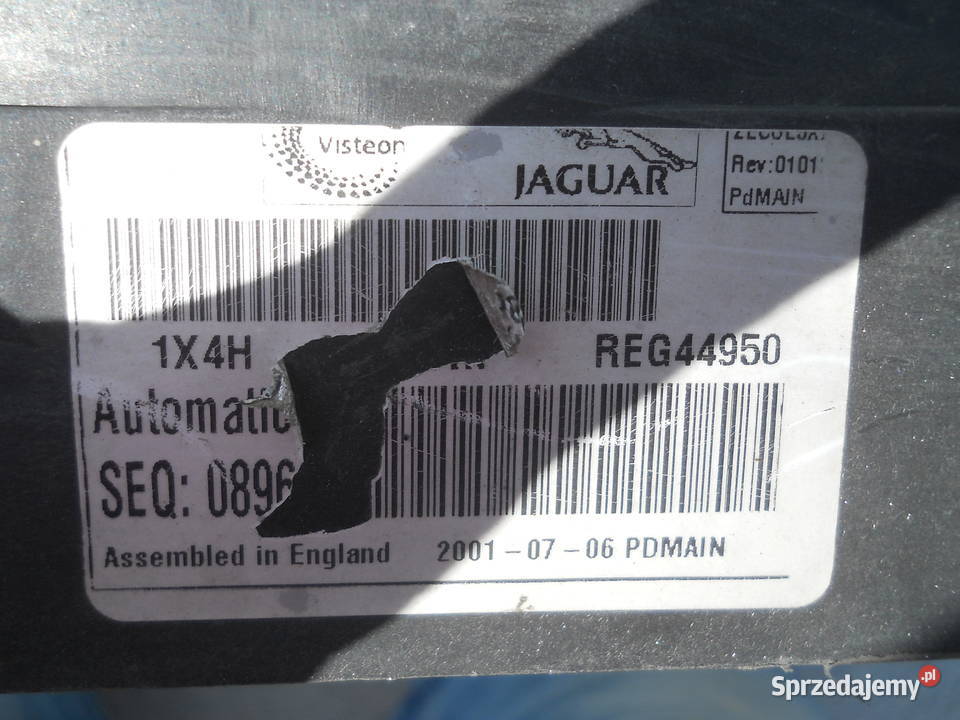 Visteon
JAGUAR
Rev:0101
PdMAIN
1X4H
REG44950
Automatic
SEQ: 0896
Assembled in England 2001-07-06 PDMAIN
Sprzedajemy.pl